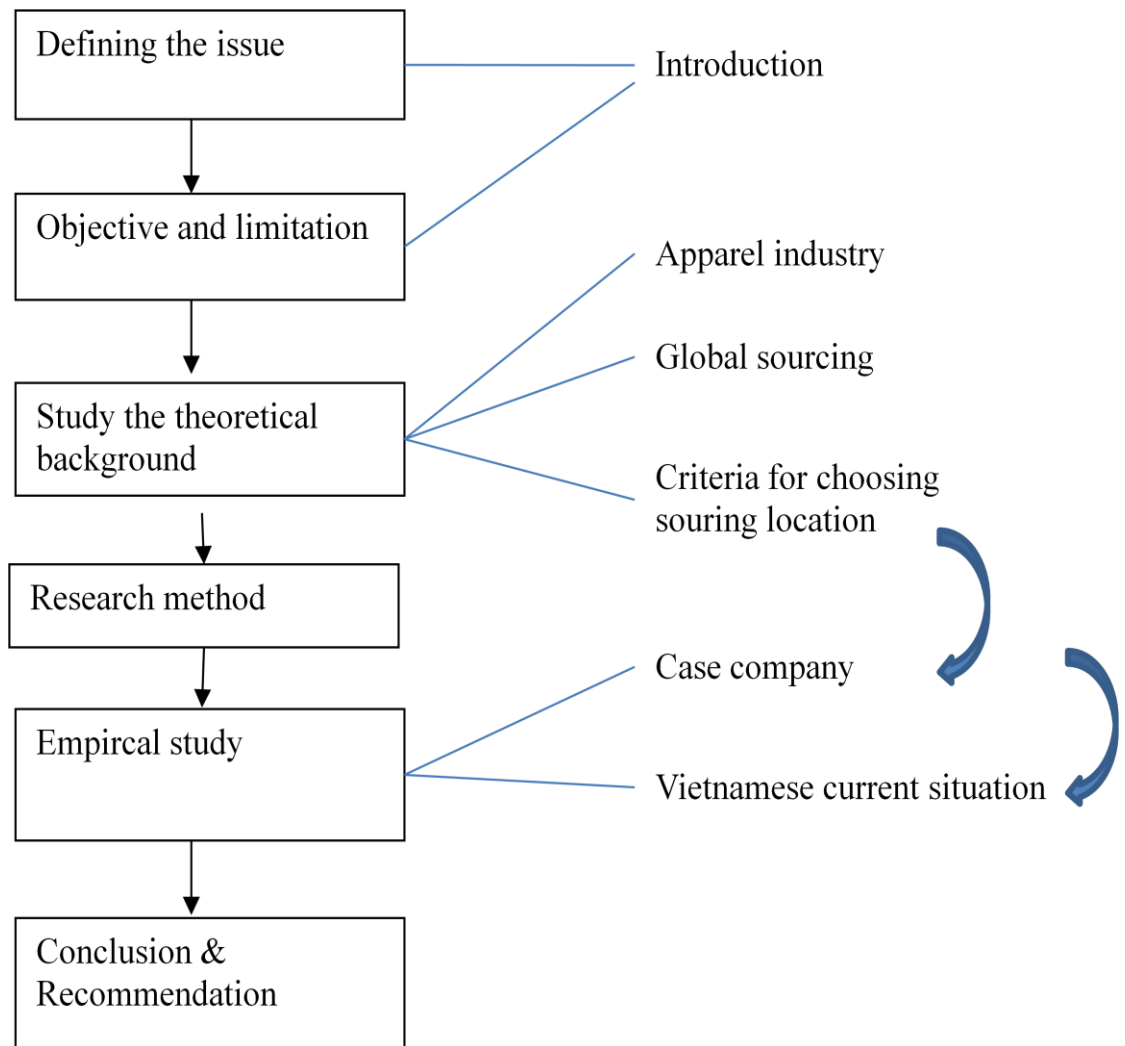 Defining the issue
Introduction
Objective and limitation
Apparel industry
Global sourcing
Study the theoretical
background
Criteria for choosing
souring location
Research method
Case company
Empircal study
Vietnamese current situation
Conclusion &
Recommendation